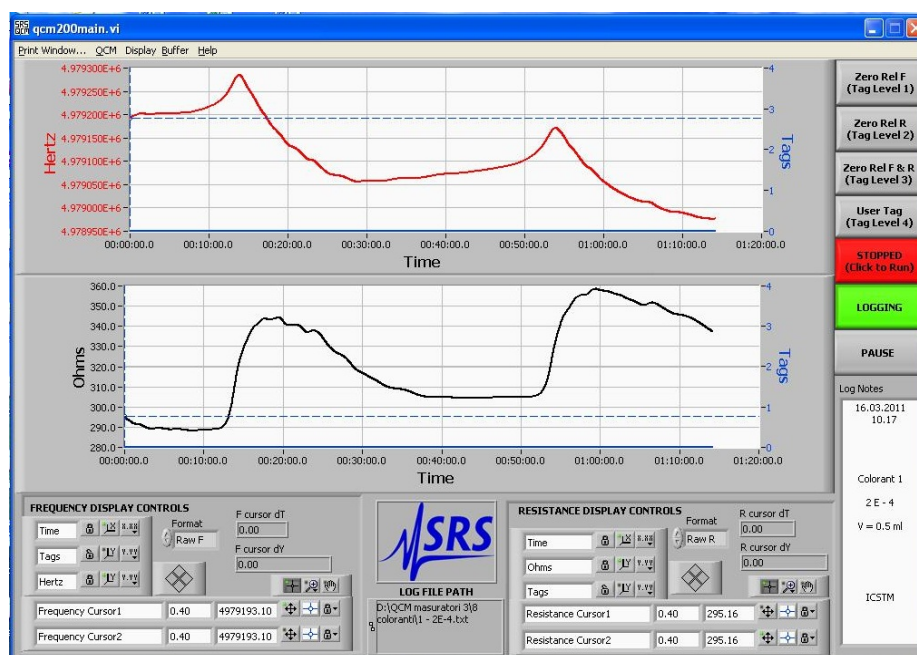 qcm200main.vi
Print Window... QCM Display Buffer Help
4.979300E+6
4.979200E+6
4.979150E+6
4.979100E+6
4.979050E+6
4.979000E+6
4.978950E+6
Hertz
4
3
2
1
0
Tags
00:00:00.0 00:10:00.0 00:20:00.0 00:30:00.0 00:40:00.0 00:50:00.0 01:00:00.0 01:10:00.0 01:20:00.0
Time
360.0
350.0
340.0
330.0
320.0
310.0
300.0
290.0
280.0
Ohms
4
3
2
1
0
Tags
00:00:00.0 00:10:00.0 00:20:00.0 00:30:00.0 00:40:00.0 00:50:00.0 01:00:00.0 01:10:00.0 01:20:00.0
Time
Zero Rel F
(Tag Level 1)
Zero Rel R
(Tag Level 2)
Zero Rel F & R
(Tag Level 3)
User Tag
(Tag Level 4)
STOPPED
(Click to Run)
LOGGING
PAUSE
Log Notes
16.03.2011
10.17
Colorant 1
2 E - 4
V = 0.5 ml
ICSTM
FREQUENCY DISPLAY CONTROLS
Time
Tags
Hertz
Format
Raw F
F cursor dT
0.00
F cursor dY
0.00
Frequency Cursor1 0.40 4979193.10
Frequency Cursor2 0.40 4979193.10
SRS
LOG FILE PATH
D:\QCM masuratori 3\8
coloranti\1 - 2E-4.txt
RESISTANCE DISPLAY CONTROLS
Time
Ohms
Tags
Format
Raw R
R cursor dT
0.00
R cursor dY
0.00
Resistance Cursor1 0.40 295.16
Resistance Cursor2 0.40 295.16